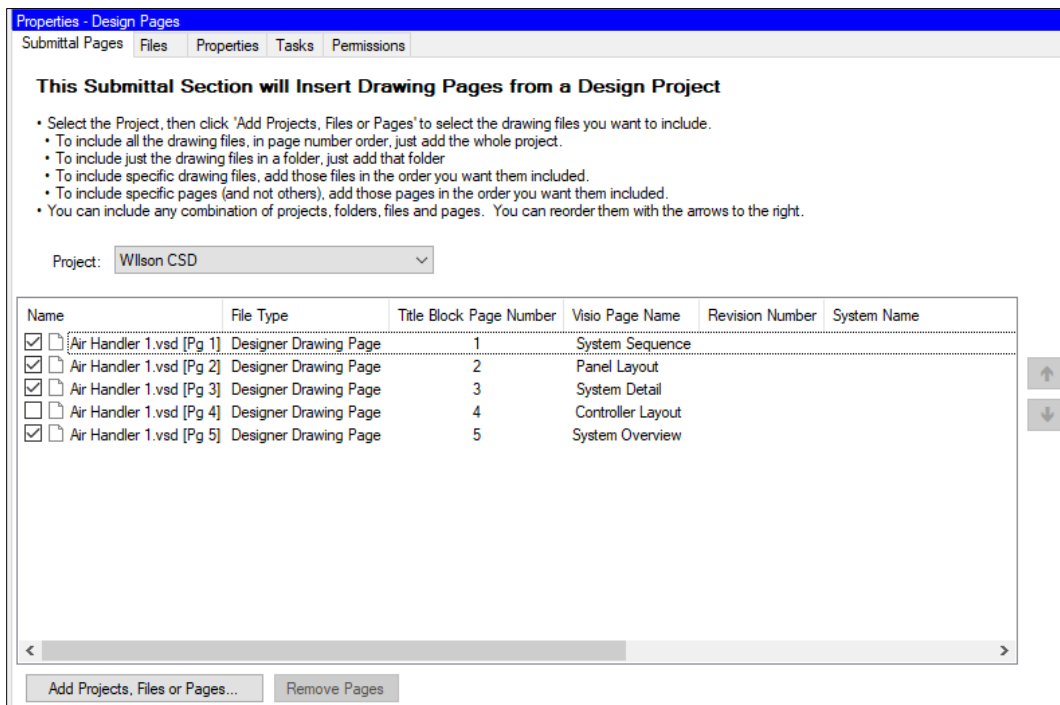 Properties - Design Pages
Submittal Pages Files Properties Tasks Permissions
This Submittal Section will Insert Drawing Pages from a Design Project
• Select the Project, then click 'Add Projects, Files or Pages' to select the drawing files you want to include.
• To include all the drawing files, in page number order, just add the whole project.
• To include just the drawing files in a folder, just add that folder
• To include specific drawing files, add those files in the order you want them included.
• To include specific pages (and not others), add those pages in the order you want them included.
• You can include any combination of projects, folders, files and pages. You can reorder them with the arrows to the right.
Project: WIlson CSD
Name File Type Title Block Page Number Visio Page Name Revision Number System Name
Air Handler 1.vsd [Pg 1] Designer Drawing Page 1 System Sequence
Air Handler 1.vsd [Pg 2] Designer Drawing Page 2 Panel Layout
Air Handler 1.vsd [Pg 3] Designer Drawing Page 3 System Detail
Air Handler 1.vsd [Pg 4] Designer Drawing Page 4 Controller Layout
Air Handler 1.vsd [Pg 5] Designer Drawing Page 5 System Overview
Add Projects, Files or Pages... Remove Pages